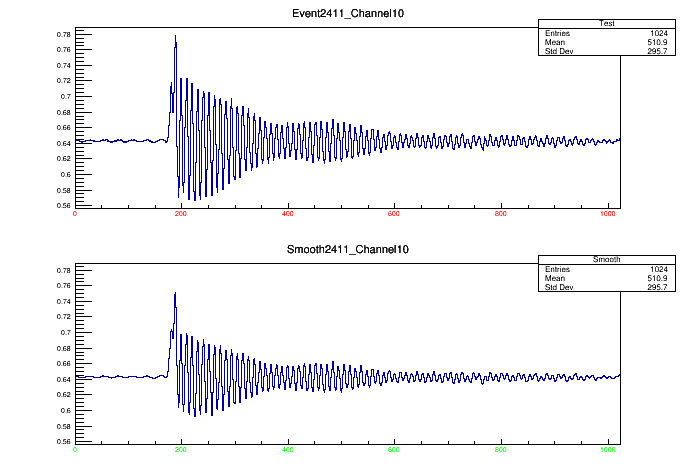 Event2411_Channel10
Test
Entries 1024
Mean 510.9
Std Dev 295.7
0.78
0.76
0.74
0.72
0.7
0.68
0.66
0.64
0.62
0.6
0.58
0.56
0 200 400 600 800 1000
Smooth2411_Channel10
Smooth
Entries 1024
Mean 510.9
Std Dev 295.7
0.78
0.76
0.74
0.72
0.7
0.68
0.66
0.64
0.62
0.6
0.58
0.56
0 200 400 600 800 1000